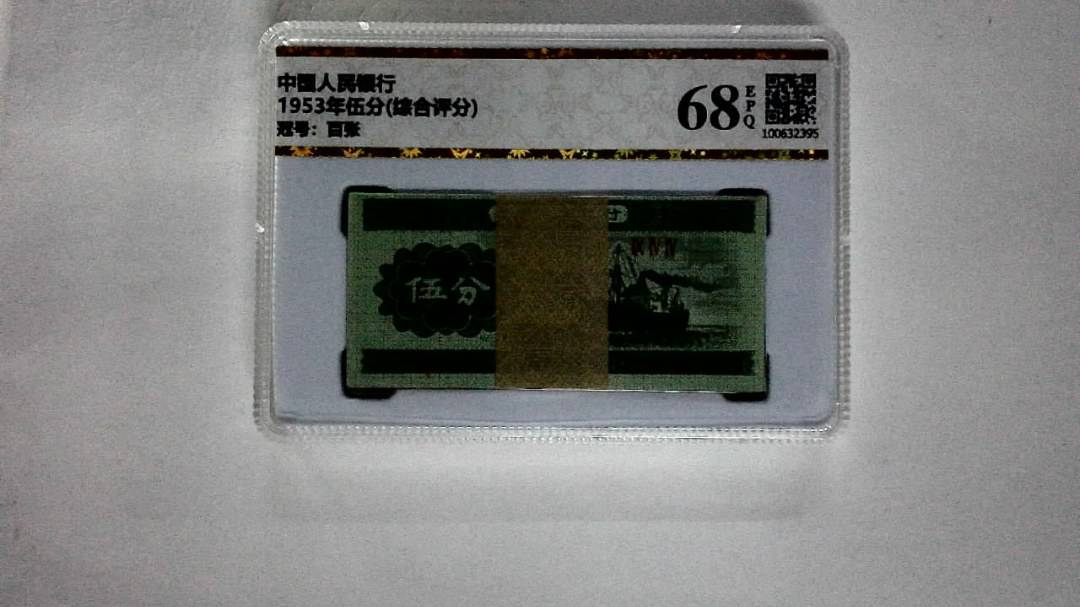 中国人民银行
1953年伍分(综合评分)
冠号：百张
68 EPQ
100632395
伍分